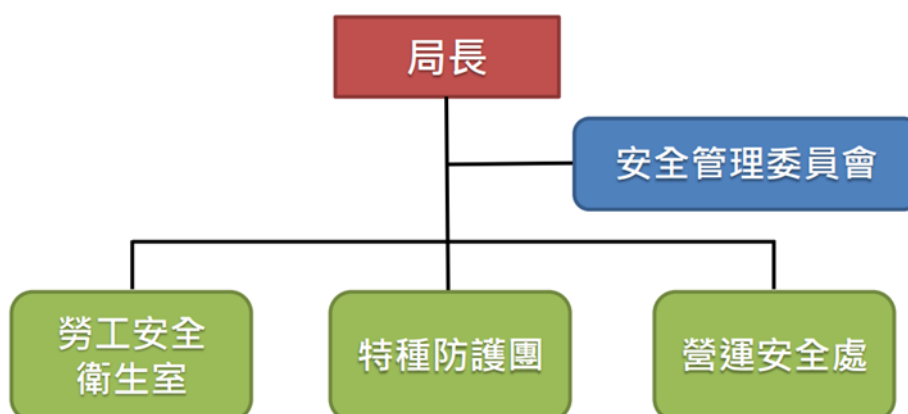 局長
安全管理委員會
勞工安全
衛生室
特種防護團
營運安全處